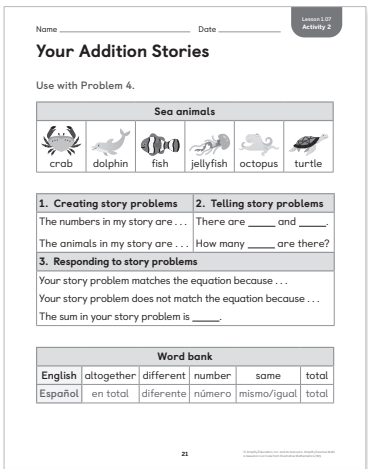 Lesson 1.07
Activity 2
Name Date
Your Addition Stories
Use with Problem 4.
Sea animals
crab dolphin fish jellyfish octopus turtle
1. Creating story problems 2. Telling story problems
The numbers in my story are . . . There are _____ and _____.
The animals in my story are . . . How many _____ are there?
3. Responding to story problems
Your story problem matches the equation because . . .
Your story problem does not match the equation because . . .
The sum in your story problem is _____.
Word bank
English altogether different number same total
Español en total diferente número mismo/igual total
21